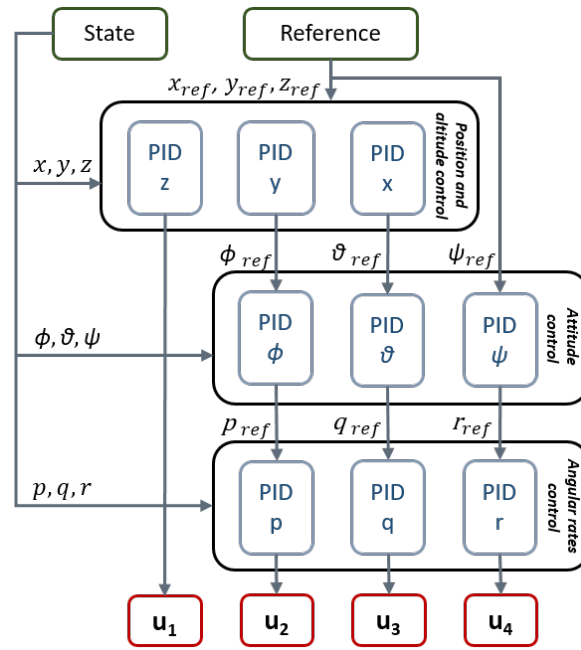 State
Reference
x_ref, y_ref, z_ref
Position and
altitude control
PID
z
PID
y
PID
x
x, y, z
ϕ_ref
ϑ_ref
ψ_ref
Attitude
control
PID
ϕ
PID
ϑ
PID
ψ
ϕ, ϑ, ψ
p_ref
q_ref
r_ref
Angular rates
control
PID
p
PID
q
PID
r
p, q, r
u₁
u₂
u₃
u₄